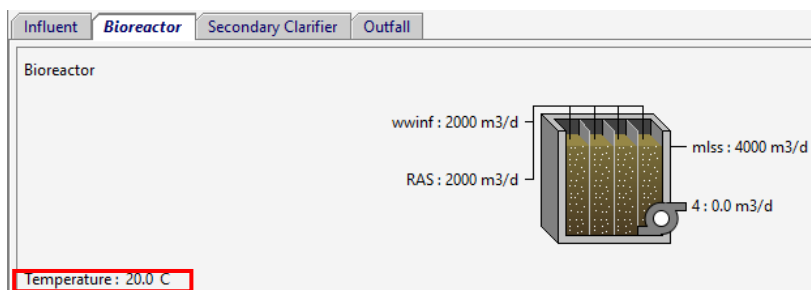 Influent Bioreactor Secondary Clarifier Outfall
Bioreactor
wwinf : 2000 m3/d
mlss : 4000 m3/d
RAS : 2000 m3/d
4 : 0.0 m3/d
Temperature : 20.0 C